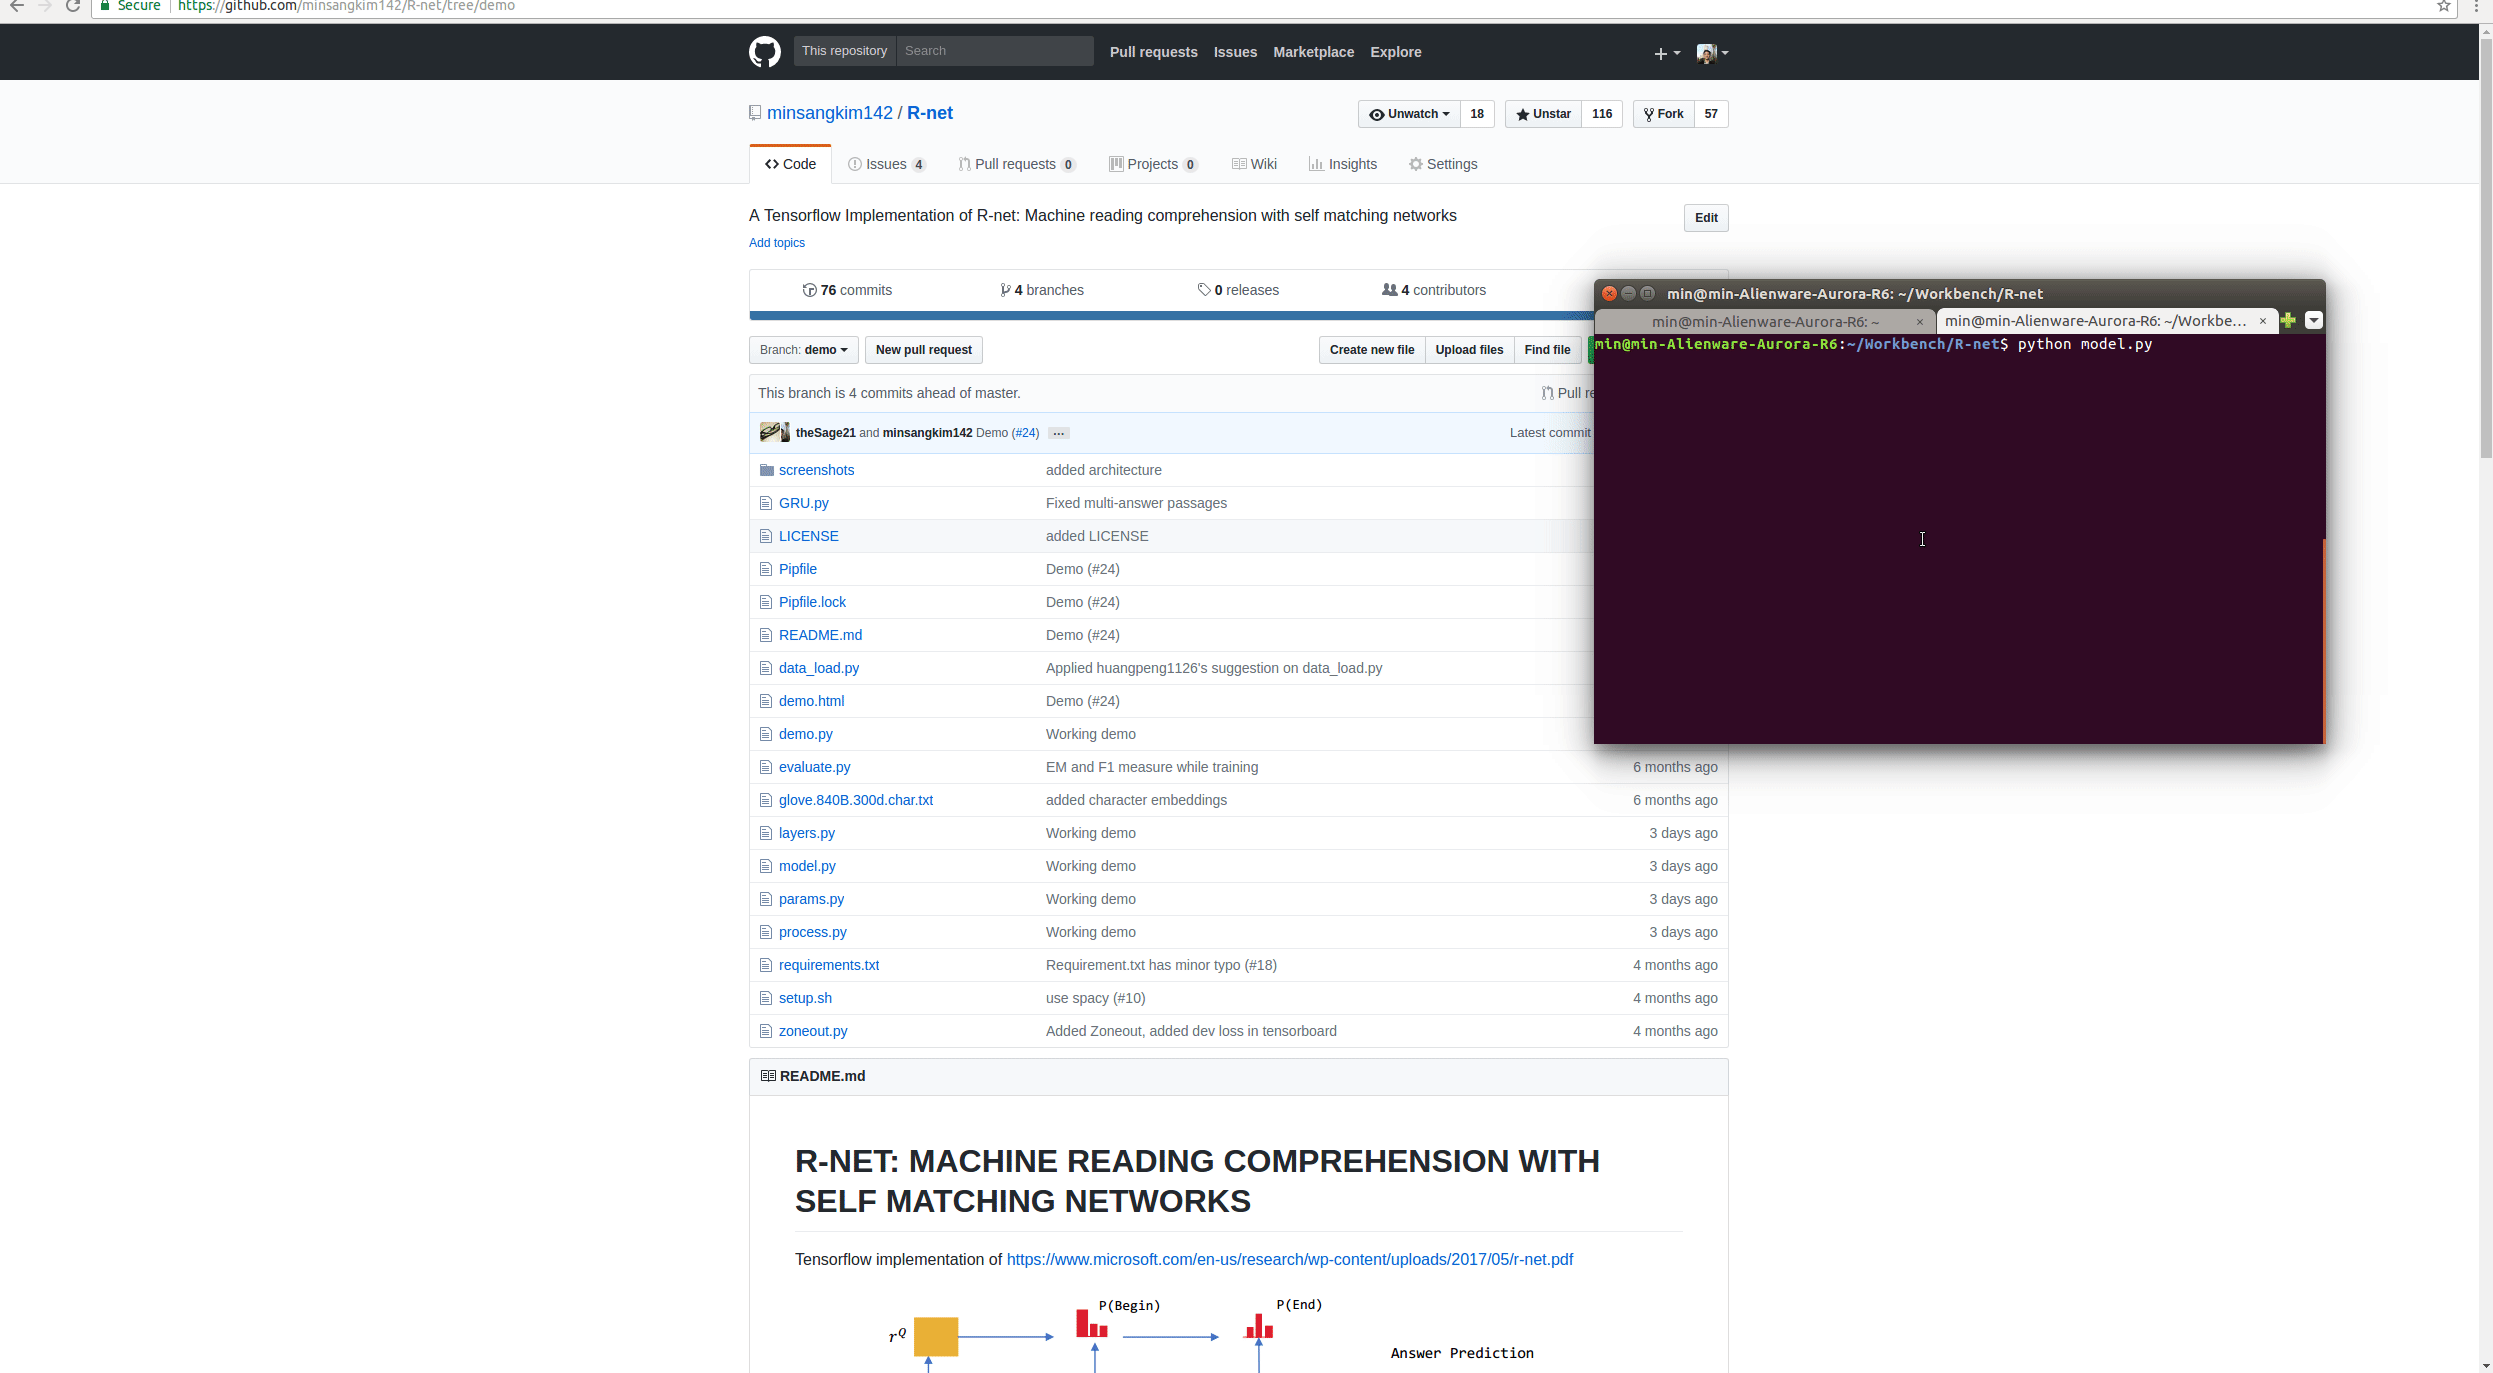 Secure https://github.com/minsangkim142/R-net/tree/demo
This repository Search Pull requests Issues Marketplace Explore
minsangkim142 / R-net
Unwatch 18 Unstar 116 Fork 57
Code Issues 4 Pull requests 0 Projects 0 Wiki Insights Settings
A Tensorflow Implementation of R-net: Machine reading comprehension with self matching networks
Edit
Add topics
76 commits 4 branches 0 releases 4 contributors
Branch: demo New pull request Create new file Upload files Find file
This branch is 4 commits ahead of master. Pull
theSage21 and minsangkim142 Demo (#24) ... Latest commit
screenshots added architecture
GRU.py Fixed multi-answer passages
LICENSE added LICENSE
Pipfile Demo (#24)
Pipfile.lock Demo (#24)
README.md Demo (#24)
data_load.py Applied huangpeng1126's suggestion on data_load.py
demo.html Demo (#24)
demo.py Working demo
evaluate.py EM and F1 measure while training 6 months ago
glove.840B.300d.char.txt added character embeddings 6 months ago
layers.py Working demo 3 days ago
model.py Working demo 3 days ago
params.py Working demo 3 days ago
process.py Working demo 3 days ago
requirements.txt Requirement.txt has minor typo (#18) 4 months ago
setup.sh use spacy (#10) 4 months ago
zoneout.py Added Zoneout, added dev loss in tensorboard 4 months ago
README.md
R-NET: MACHINE READING COMPREHENSION WITH
SELF MATCHING NETWORKS
Tensorflow implementation of https://www.microsoft.com/en-us/research/wp-content/uploads/2017/05/r-net.pdf
P(Begin) P(End)
r^Q
Answer Prediction
min@min-Alienware-Aurora-R6: ~/Workbench/R-net
min@min-Alienware-Aurora-R6: ~ × min@min-Alienware-Aurora-R6: ~/Workbe... ×
min@min-Alienware-Aurora-R6:~/Workbench/R-net$ python model.py